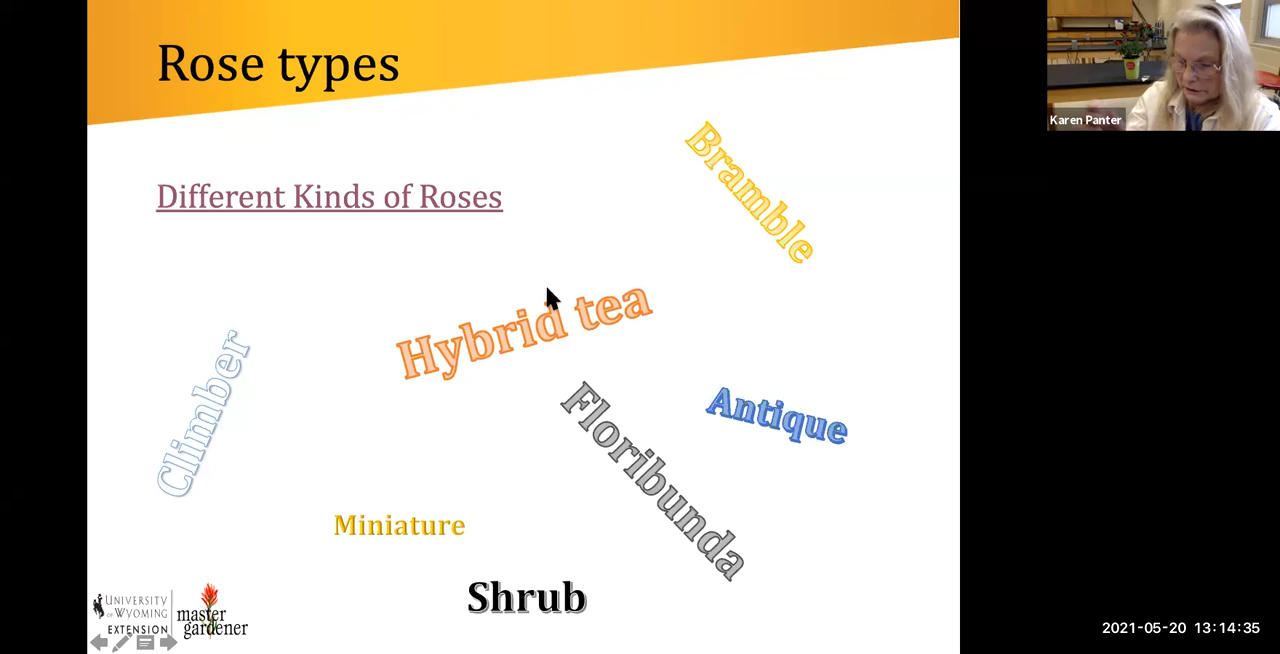 Rose types
Karen Panter
Bramble
Different Kinds of Roses
Hybrid tea
Climber
Antique
Floribunda
Miniature
Shrub
UNIVERSITY
OF WYOMING
EXTENSION
master
gardener
2021-05-20 13:14:35